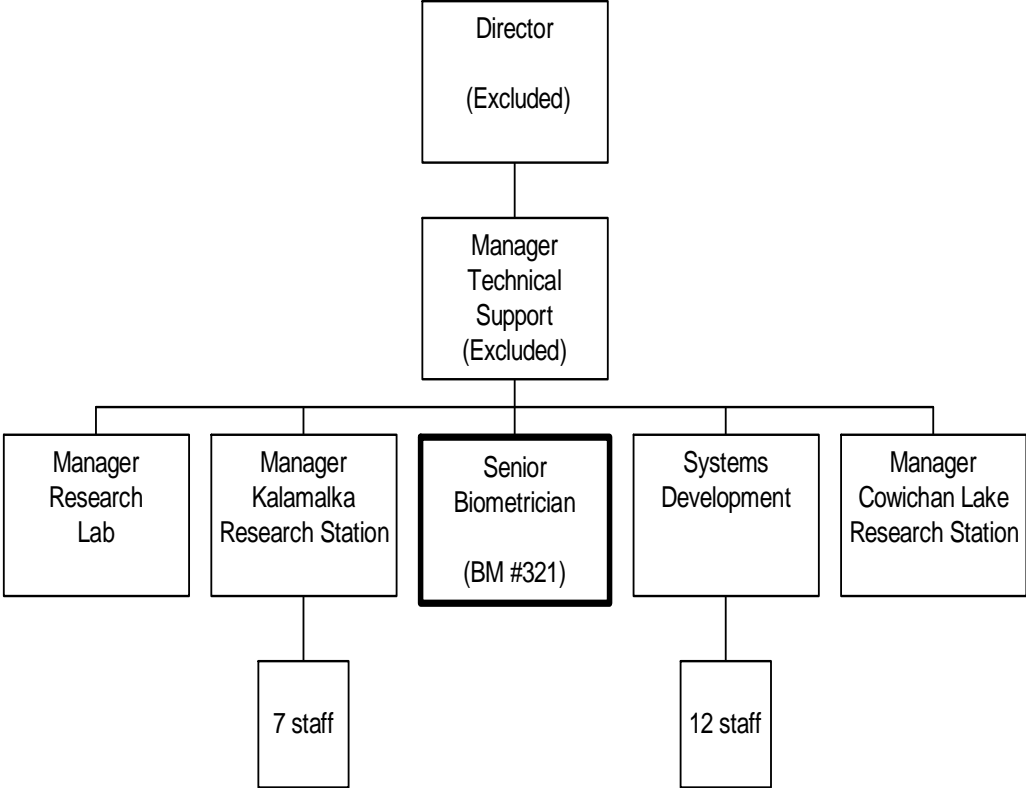 Director
(Excluded)
Manager
Technical
Support
(Excluded)
Manager
Research
Lab
Manager
Kalamalka
Research Station
Senior
Biometrician
(BM #321)
Systems
Development
Manager
Cowichan Lake
Research Station
7 staff
12 staff